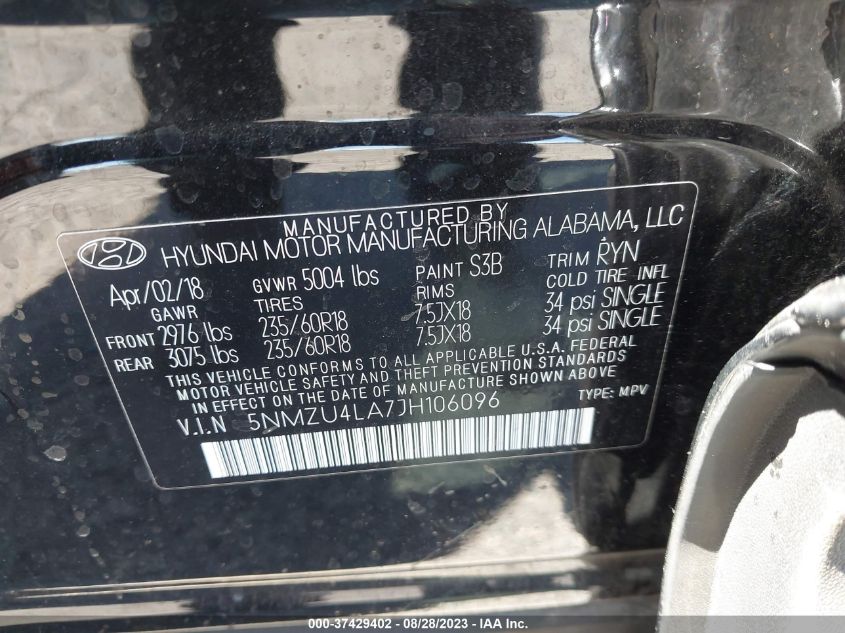 MANUFACTURED BY
HYUNDAI MOTOR MANUFACTURING ALABAMA, LLC
Apr/02/18 GVWR 5004 lbs PAINT S3B TRIM RYN
GAWR TIRES RIMS COLD TIRE INFL
FRONT 2976 lbs 235/60R18 7.5JX18 34 psi SINGLE
REAR 3075 lbs 235/60R18 7.5JX18 34 psi SINGLE
THIS VEHICLE CONFORMS TO ALL APPLICABLE U.S.A. FEDERAL
MOTOR VEHICLE SAFETY AND THEFT PREVENTION STANDARDS
IN EFFECT ON THE DATE OF MANUFACTURE SHOWN ABOVE
V.I.N 5NMZU4LA7JH106096 TYPE: MPV
000-37429402 - 08/28/2023 - IAA Inc.